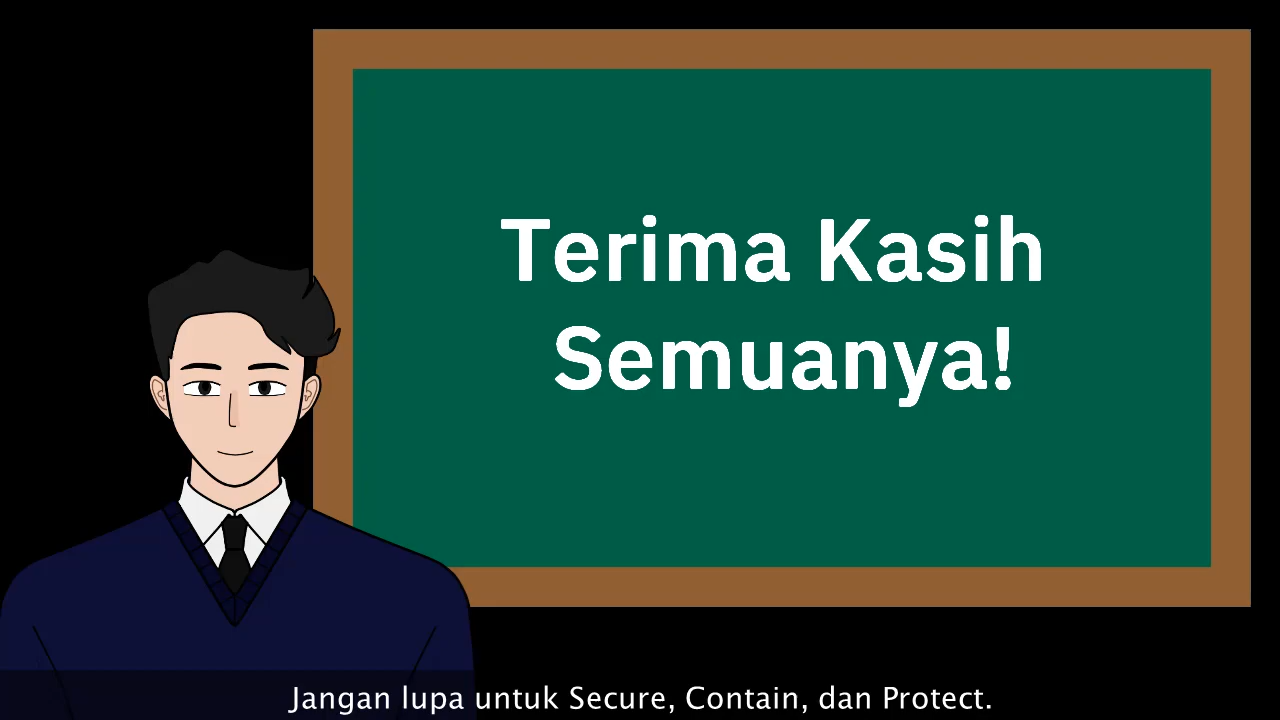 Terima Kasih
Semuanya!
Jangan lupa untuk Secure, Contain, dan Protect.